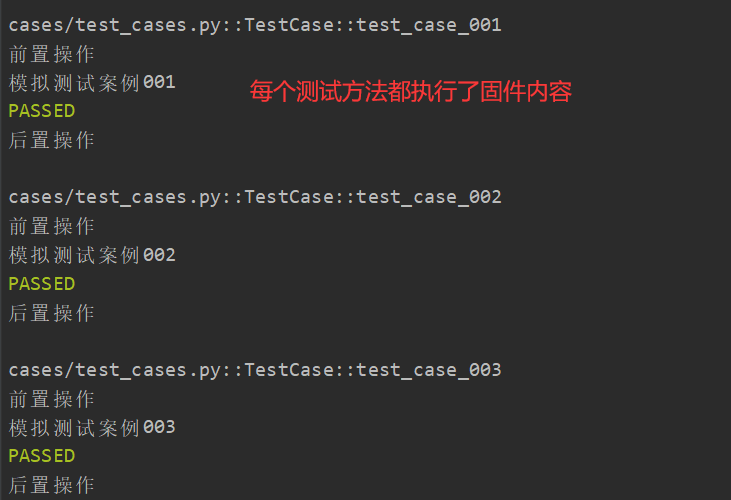 cases/test_cases.py::TestCase::test_case_001
前置操作
模拟测试案例001
每个测试方法都执行了固件内容
PASSED
后置操作
cases/test_cases.py::TestCase::test_case_002
前置操作
模拟测试案例002
PASSED
后置操作
cases/test_cases.py::TestCase::test_case_003
前置操作
模拟测试案例003
PASSED
后置操作